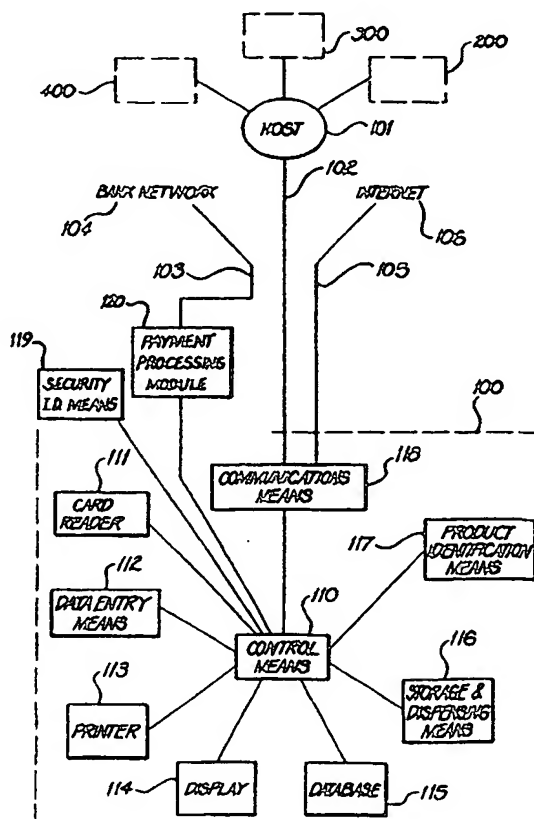 300
400
200
HOST
101
102
BANK NETWORK
104
INTERNET
106
103
105
120
PAYMENT
PROCESSING
MODULE
119
SECURITY
I.D. MEANS
100
111
CARD
READER
COMMUNICATIONS
MEANS
118
117
PRODUCT
IDENTIFICATION
MEANS
112
DATA ENTRY
MEANS
110
CONTROL
MEANS
116
STORAGE &
DISPENSING
MEANS
113
PRINTER
114
DISPLAY
DATABASE
115